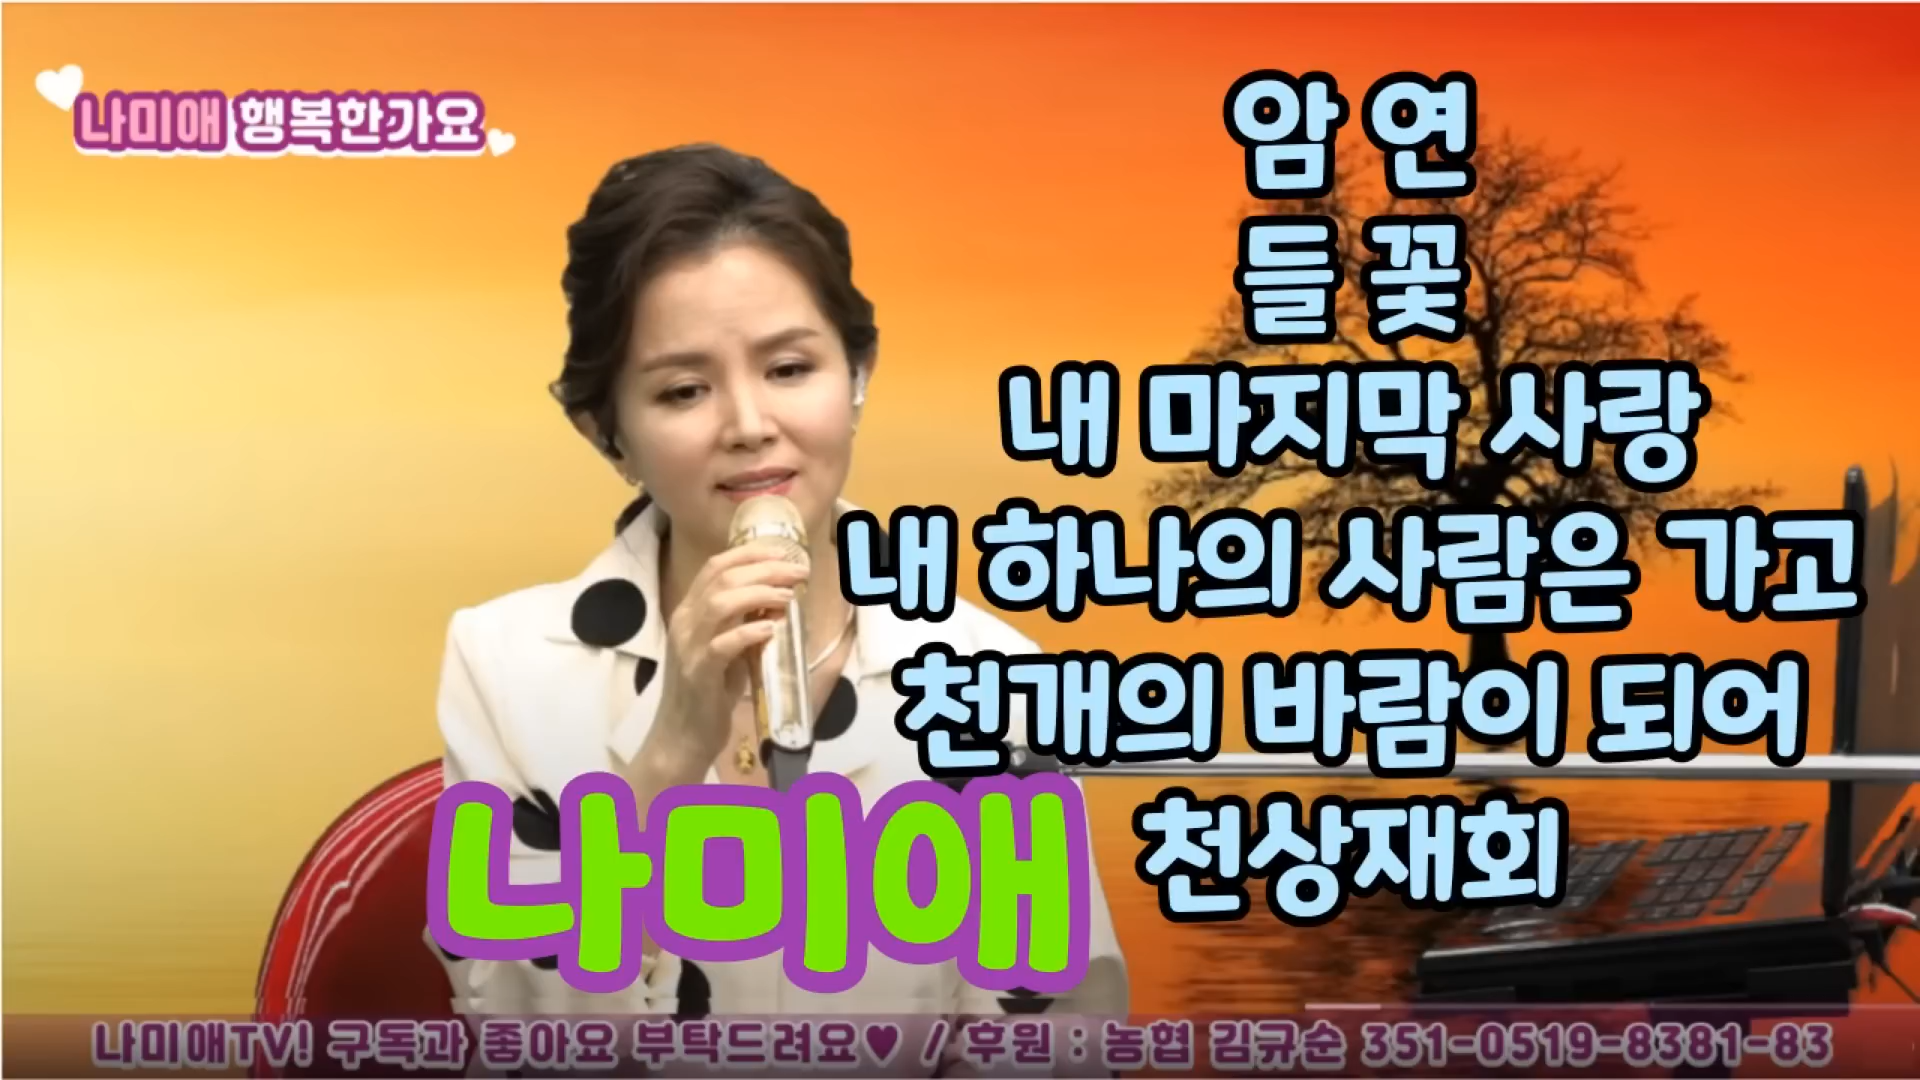 나미애 행복한가요
암 연
들 꽃
내 마지막 사랑
내 하나의 사람은 가고
천개의 바람이 되어
천상재회
나미애
나미애TV! 구독과 좋아요 부탁드려요♥ / 후원 : 농협 김규순 351-0519-8381-83